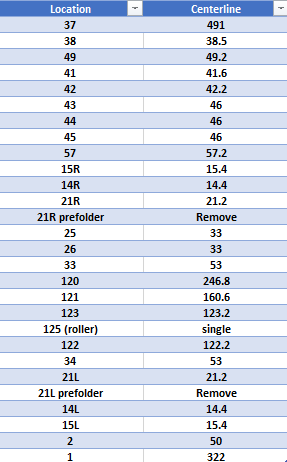 Location Centerline
37 491
38 38.5
49 49.2
41 41.6
42 42.2
43 46
44 46
45 46
57 57.2
15R 15.4
14R 14.4
21R 21.2
21R prefolder Remove
25 33
26 33
33 53
120 246.8
121 160.6
123 123.2
125 (roller) single
122 122.2
34 53
21L 21.2
21L prefolder Remove
14L 14.4
15L 15.4
2 50
1 322